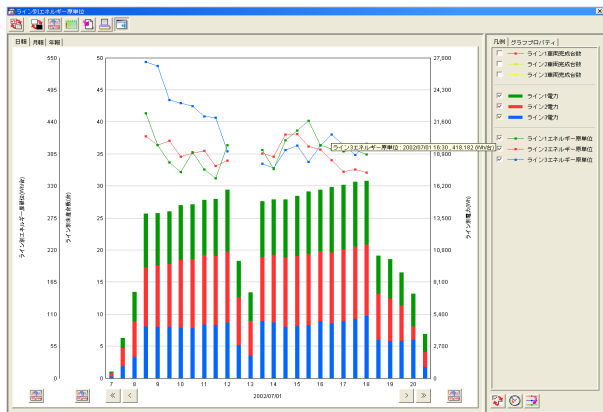 ライン別エネルギー原単位
日報 月報 年報
550 50 27,000
495 45 24,300
440 40 21,600
385 35 18,900
330 30 16,200
275 25 13,500
220 20 10,800
165 15 8,100
110 10 5,400
55 5 2,700
0 0 0
ライン別エネルギー原単位(Wh/台)
ライン別生産台数(台)
ライン別電力(Wh)
ライン3エネルギー原単位 : 2002/07/01 16:30 , 418.182 (Wh/台)
7 8 9 10 11 12 13 14 15 16 17 18 19 20
2002/07/01
凡例 グラフプロパティ
ライン1車両完成台数
ライン2車両完成台数
ライン3車両完成台数
ライン1電力
ライン2電力
ライン3電力
ライン1エネルギー原単位
ライン2エネルギー原単位
ライン3エネルギー原単位